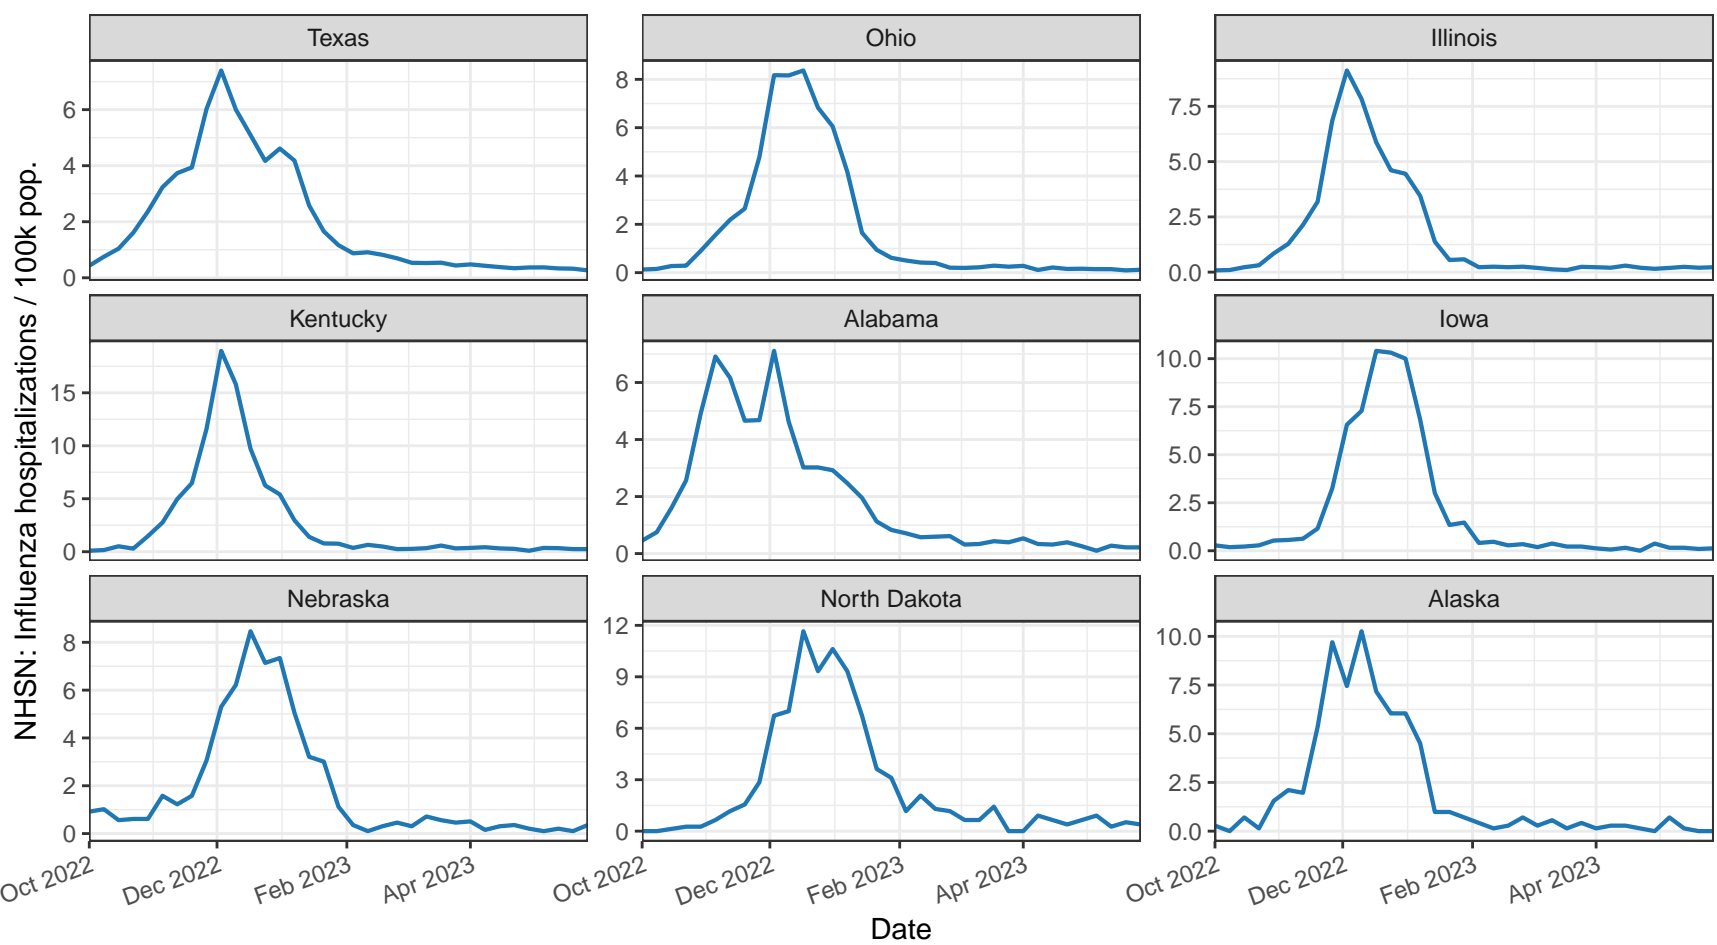 NHSN: Influenza hospitalizations / 100k pop.
Texas
6
4
2
0
Ohio
8
6
4
2
0
Illinois
7.5
5.0
2.5
0.0
Kentucky
15
10
5
0
Alabama
6
4
2
0
Iowa
10.0
7.5
5.0
2.5
0.0
Nebraska
8
6
4
2
0
North Dakota
12
9
6
3
0
Alaska
10.0
7.5
5.0
2.5
0.0
Oct 2022 Dec 2022 Feb 2023 Apr 2023
Oct 2022 Dec 2022 Feb 2023 Apr 2023
Oct 2022 Dec 2022 Feb 2023 Apr 2023
Date